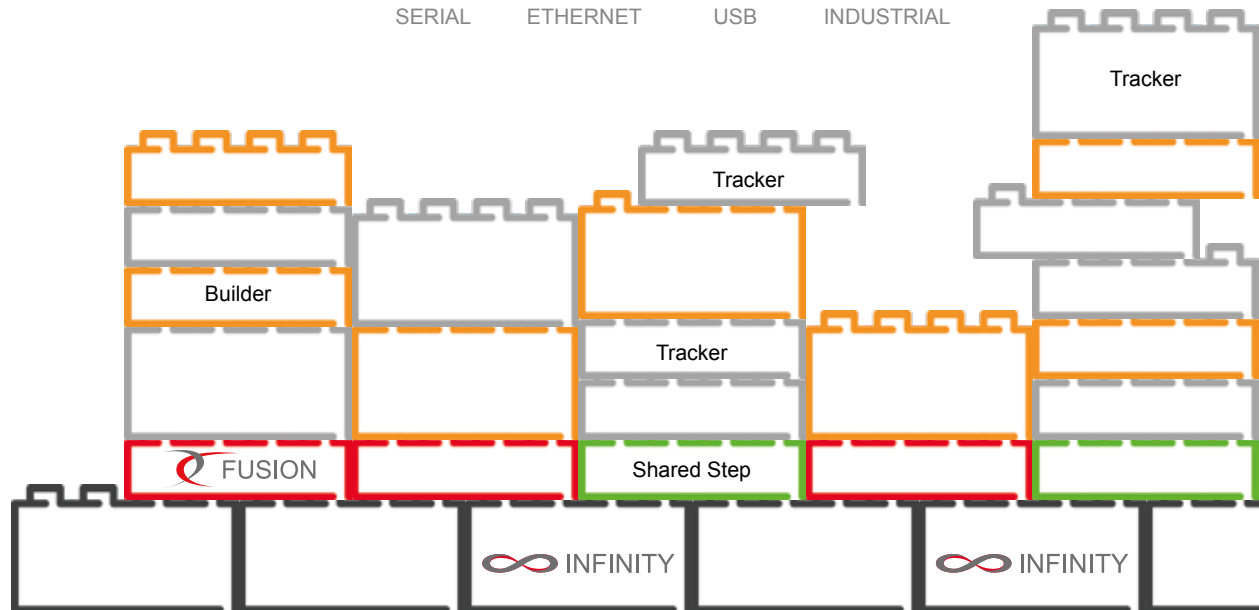 SERIAL ETHERNET USB INDUSTRIAL
Tracker
Tracker
Builder
Tracker
FUSION
Shared Step
INFINITY INFINITY